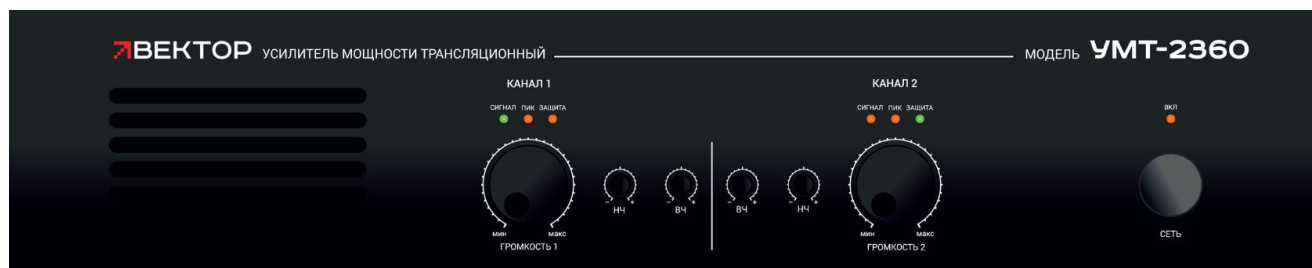 ВЕКТОР УСИЛИТЕЛЬ МОЩНОСТИ ТРАНСЛЯЦИОННЫЙ МОДЕЛЬ УМТ-2360
КАНАЛ 1
СИГНАЛ ПИК ЗАЩИТА
МИН МАКС
ГРОМКОСТЬ 1
- + НЧ
- + ВЧ
КАНАЛ 2
СИГНАЛ ПИК ЗАЩИТА
- + ВЧ
- + НЧ
МИН МАКС
ГРОМКОСТЬ 2
ВКЛ
СЕТЬ